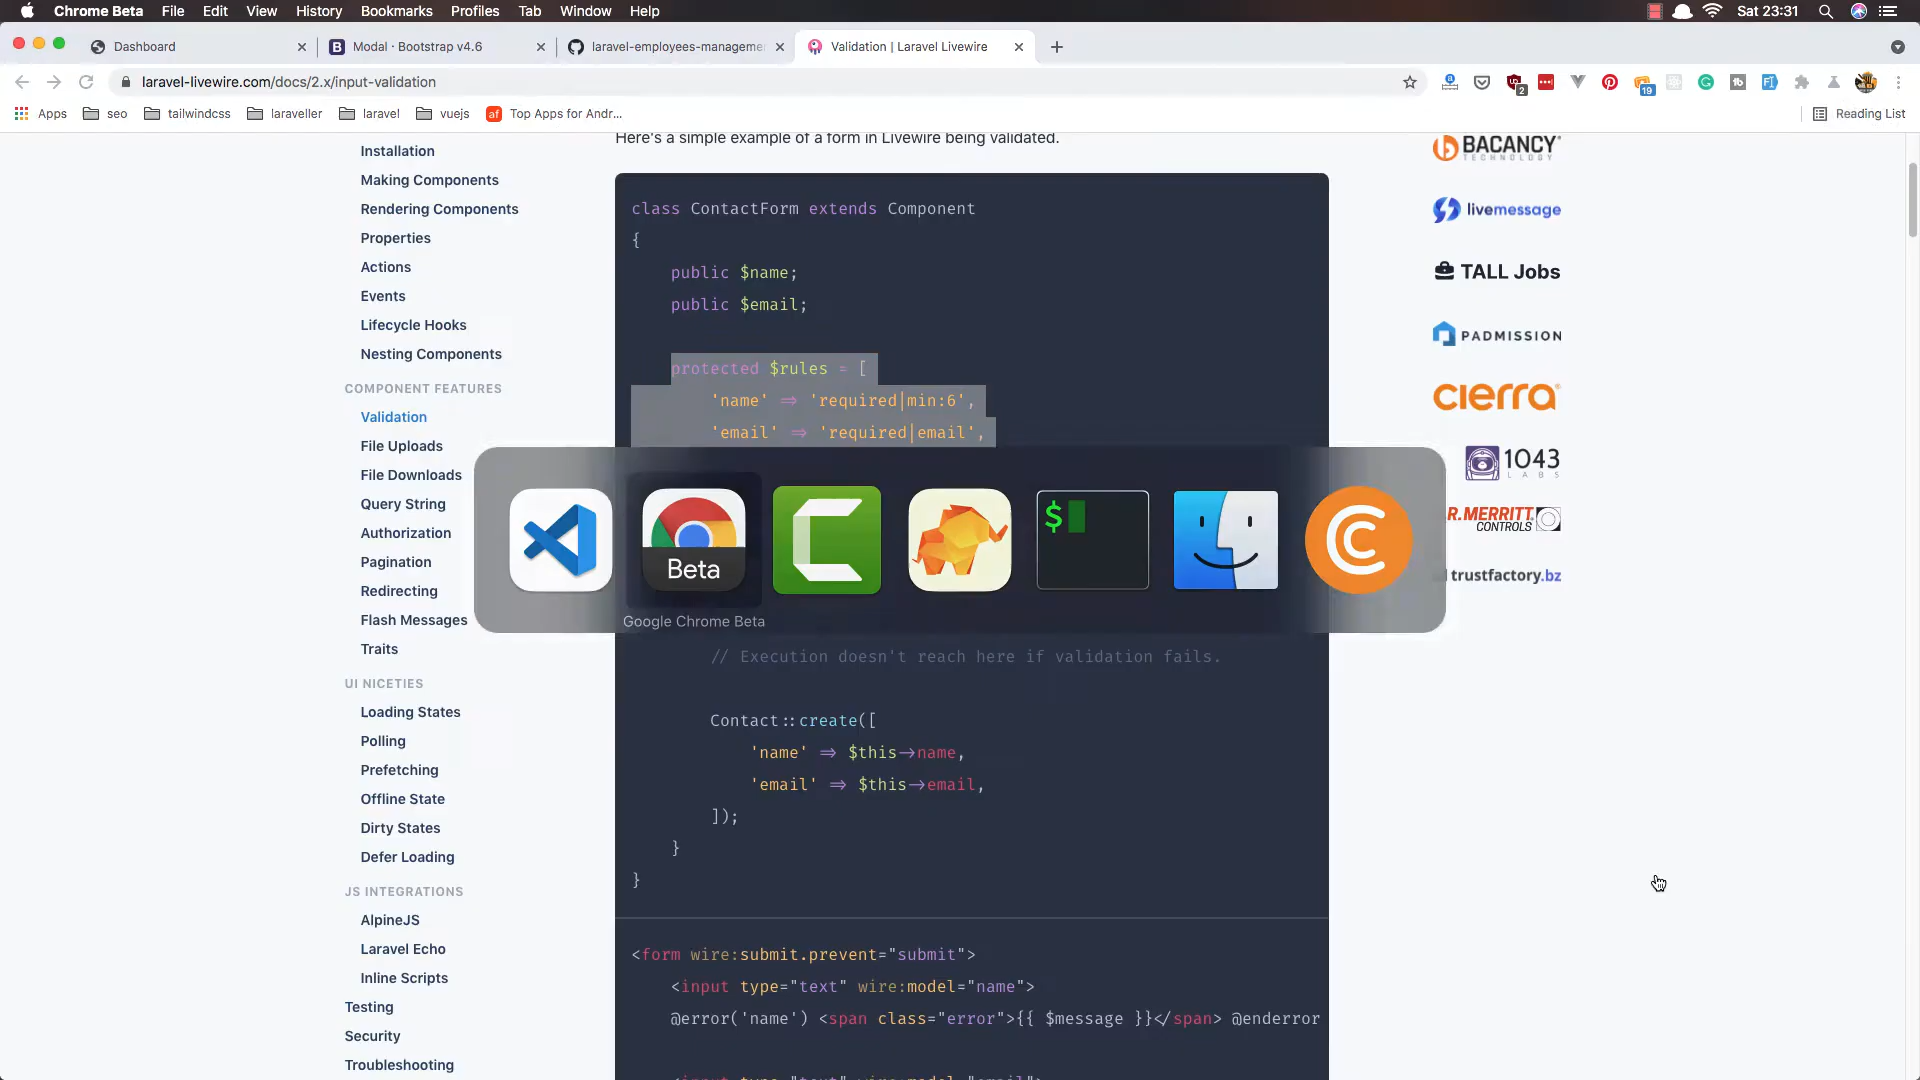 Chrome Beta File Edit View History Bookmarks Profiles Tab Window Help Sat 23:31
Dashboard
Modal · Bootstrap v4.6
laravel-employees-manageme
Validation | Laravel Livewire
laravel-livewire.com/docs/2.x/input-validation
2
19
Apps seo tailwindcss laraveller laravel vuejs Top Apps for Andr... Reading List
Here's a simple example of a form in Livewire being validated.
Installation
Making Components
Rendering Components
Properties
Actions
Events
Lifecycle Hooks
Nesting Components
COMPONENT FEATURES
Validation
File Uploads
File Downloads
Query String
Authorization
Pagination
Redirecting
Flash Messages
Traits
UI NICETIES
Loading States
Polling
Prefetching
Offline State
Dirty States
Defer Loading
JS INTEGRATIONS
AlpineJS
Laravel Echo
Inline Scripts
Testing
Security
Troubleshooting
class ContactForm extends Component
{
public $name;
public $email;
protected $rules = [
'name' => 'required|min:6',
'email' => 'required|email',
$
Beta
Google Chrome Beta
// Execution doesn't reach here if validation fails.
Contact::create([
'name' => $this->name,
'email' => $this->email,
]);
}
}
<form wire:submit.prevent="submit">
<input type="text" wire:model="name">
@error('name') <span class="error">{{ $message }}</span> @enderror
BACANCY
TECHNOLOGY
livemessage
TALL Jobs
PADMISSION
cierra
1043
LABS
R.MERRITT
CONTROLS
trustfactory.bz